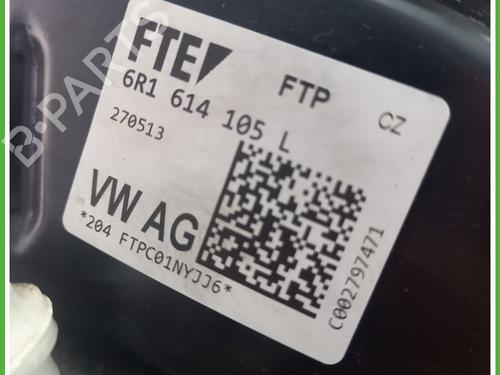 FTE
FTP
CZ
6R1 614 105 L
270513
VW AG
*204 FTPC01NYJJ6*
C002797471
B-PARTS